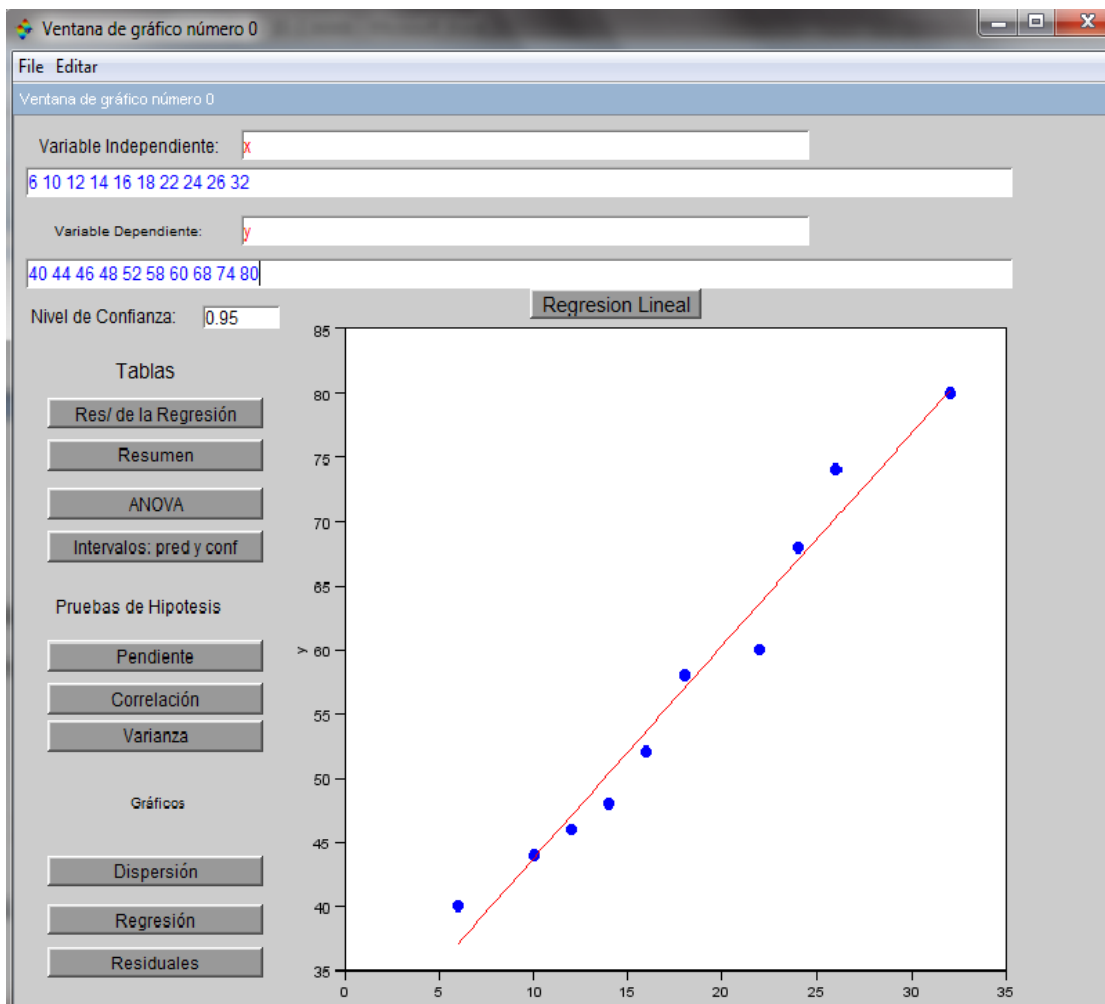 Ventana de gráfico número 0
File Editar
Ventana de gráfico número 0
Variable Independiente: x
6 10 12 14 16 18 22 24 26 32
Variable Dependiente: y
40 44 46 48 52 58 60 68 74 80
Nivel de Confianza: 0.95
Regresion Lineal
Tablas
Res/ de la Regresión
Resumen
ANOVA
Intervalos: pred y conf
Pruebas de Hipotesis
Pendiente
Correlación
Varianza
Gráficos
Dispersión
Regresión
Residuales
85
80
75
70
65
60
55
50
45
40
35
y
0 5 10 15 20 25 30 35